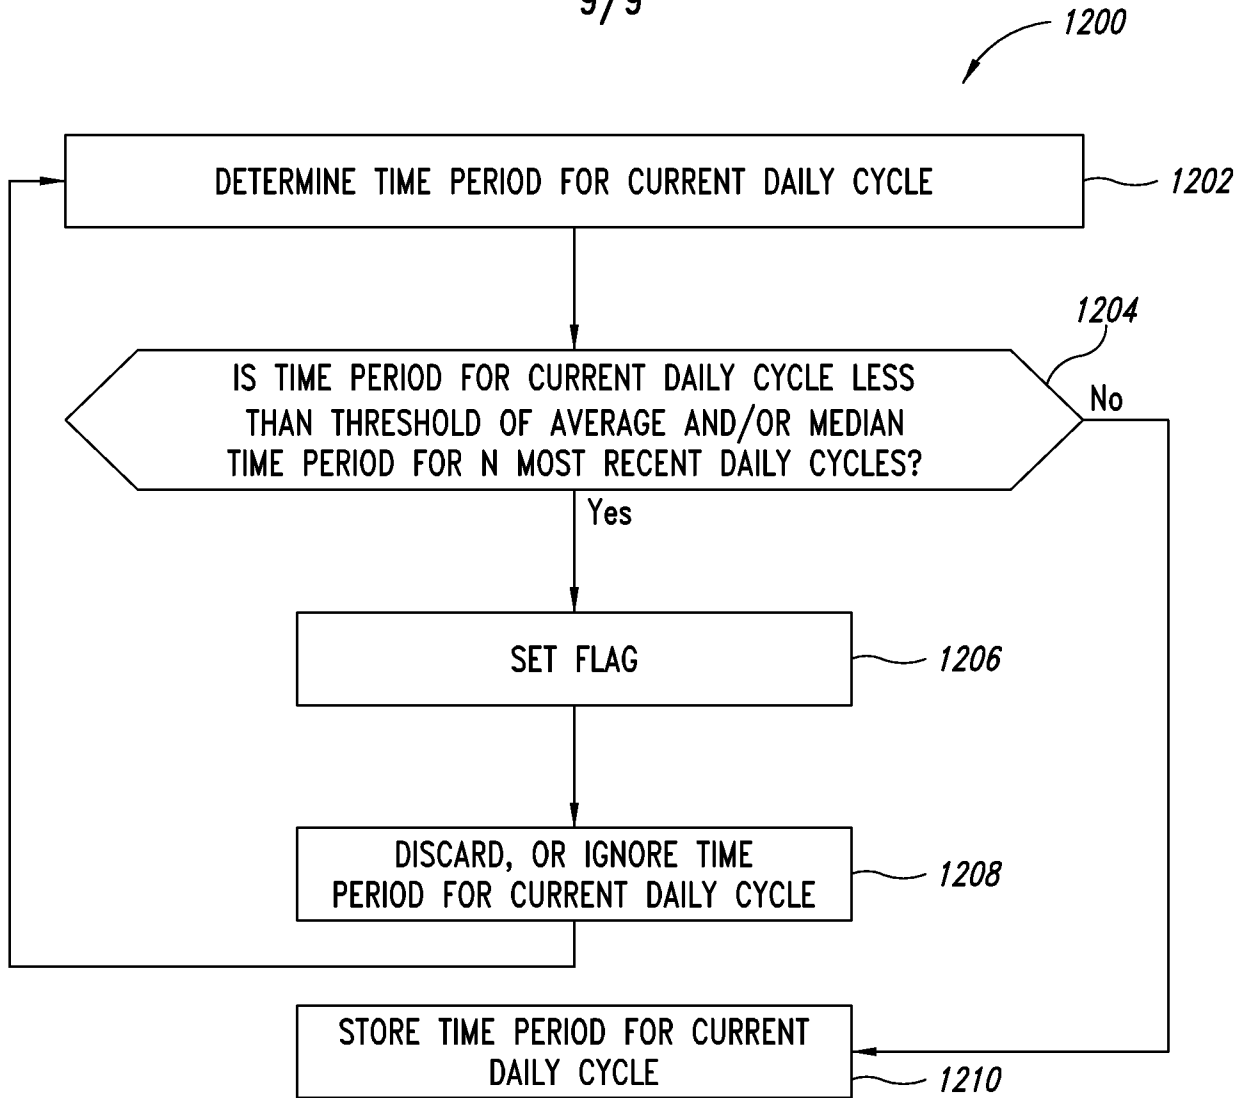 9/9
1200
DETERMINE TIME PERIOD FOR CURRENT DAILY CYCLE
1202
1204
IS TIME PERIOD FOR CURRENT DAILY CYCLE LESS
THAN THRESHOLD OF AVERAGE AND/OR MEDIAN
TIME PERIOD FOR N MOST RECENT DAILY CYCLES?
No
Yes
SET FLAG
1206
DISCARD, OR IGNORE TIME
PERIOD FOR CURRENT DAILY CYCLE
1208
STORE TIME PERIOD FOR CURRENT
DAILY CYCLE
1210